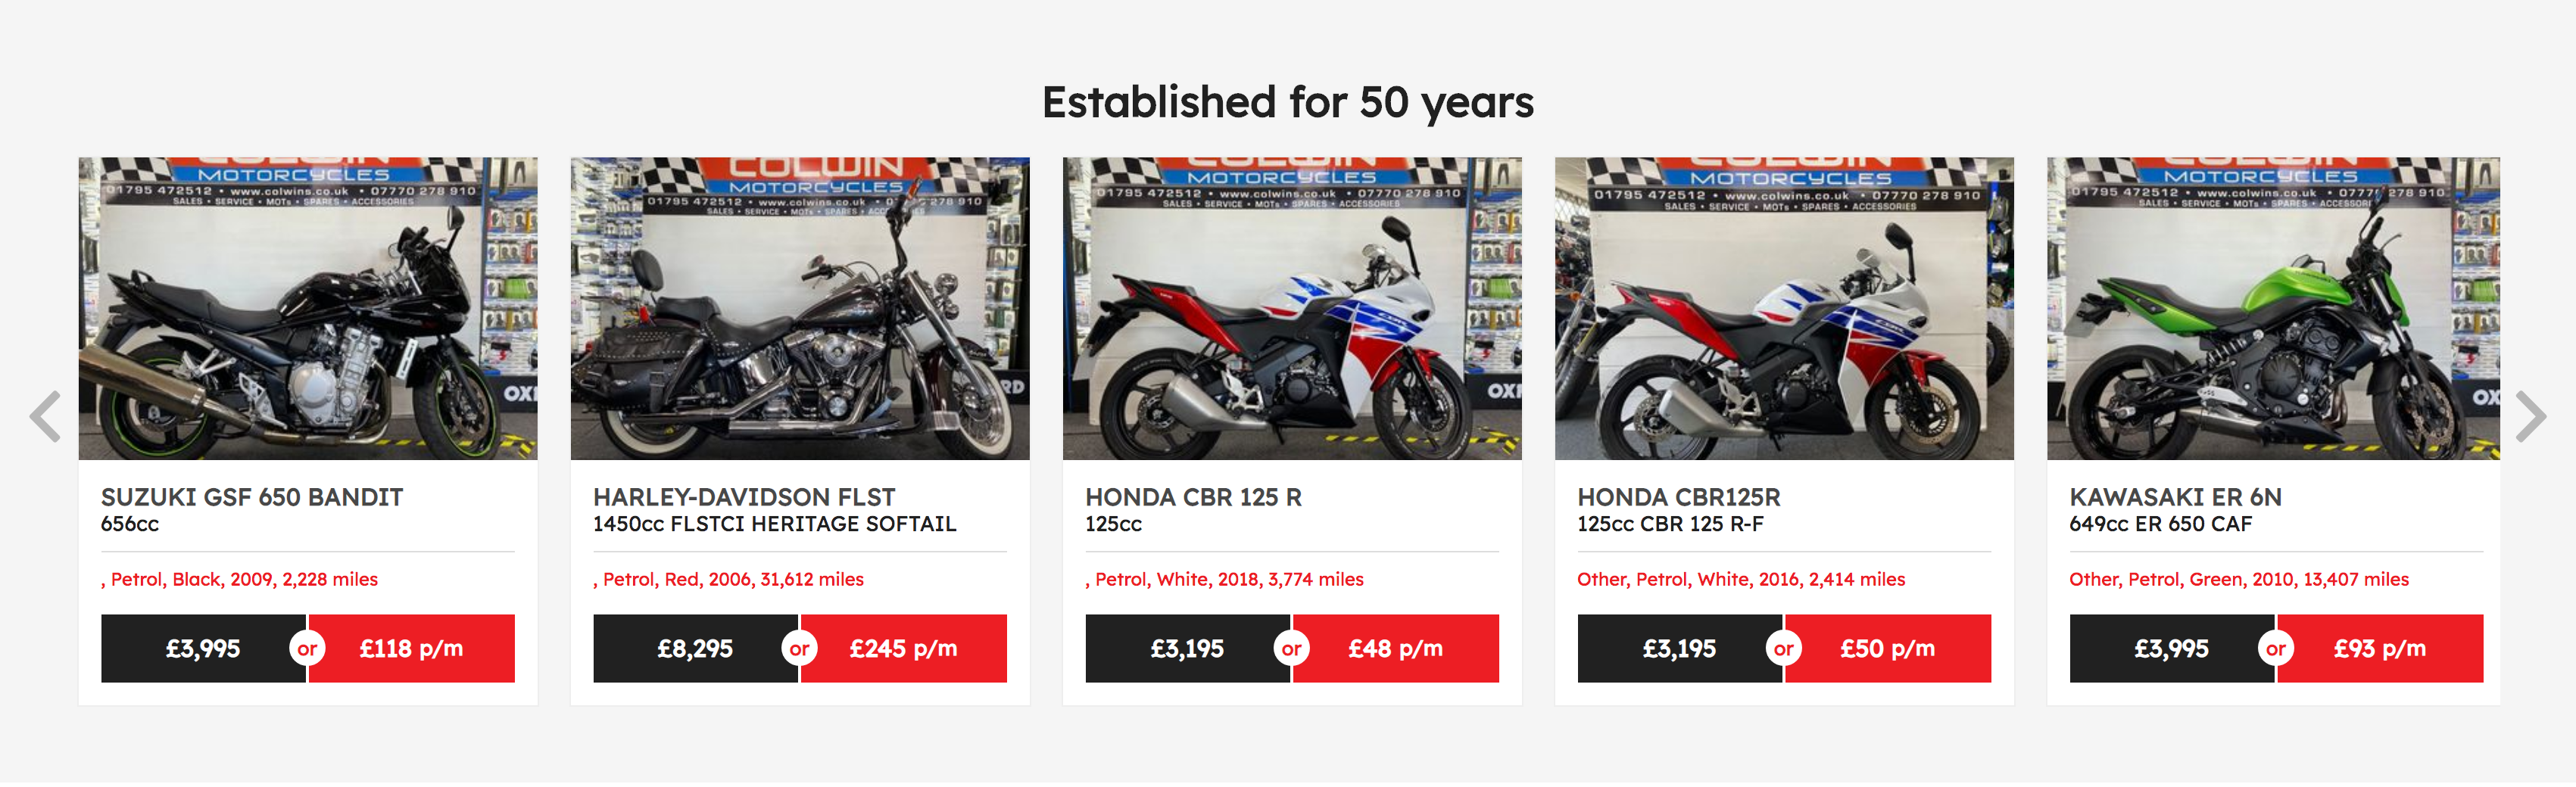 Established for 50 years
COLWIN
MOTORCYCLES
01795 472512 • www.colwins.co.uk • 07770 278 910
SALES • SERVICE • MOTs • SPARES • ACCESSORIES
OX
SUZUKI GSF 650 BANDIT
656cc
, Petrol, Black, 2009, 2,228 miles
£3,995 or £118 p/m
COLWIN
MOTORCYCLES
01795 472512 • www.colwins.co.uk • 07770 278 910
SALES • SERVICE • MOTs • SPARES • ACC
RD
HARLEY-DAVIDSON FLST
1450cc FLSTCI HERITAGE SOFTAIL
, Petrol, Red, 2006, 31,612 miles
£8,295 or £245 p/m
COLWIN
MOTORCYCLES
01795 472512 • www.colwins.co.uk • 07770 278 910
SALES • SERVICE • MOTs • SPARES • ACCESSORIES
OX
HONDA CBR 125 R
125cc
, Petrol, White, 2018, 3,774 miles
£3,195 or £48 p/m
COLWIN
MOTORCYCLES
01795 472512 • www.colwins.co.uk • 07770 278 910
SALES • SERVICE • MOTs • SPARES • ACCESSORIES
HONDA CBR125R
125cc CBR 125 R-F
Other, Petrol, White, 2016, 2,414 miles
£3,195 or £50 p/m
COLWIN
MOTORCYCLES
01795 472512 • www.colwins.co.uk • 0777 278 910
SALES • SERVICE • MOTs • SPARES • ACCESSORI
OX
KAWASAKI ER 6N
649cc ER 650 CAF
Other, Petrol, Green, 2010, 13,407 miles
£3,995 or £93 p/m